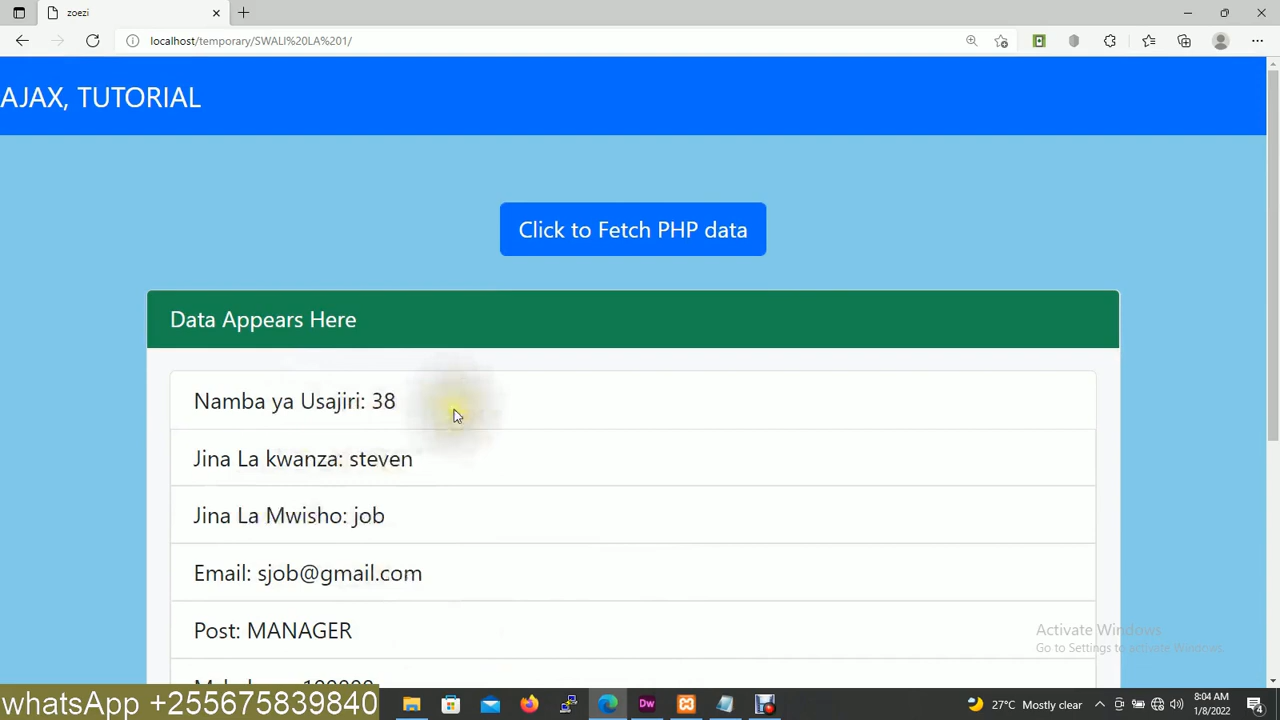 zoezi
localhost/temporary/SWALI%20LA%201/
AJAX, TUTORIAL
Click to Fetch PHP data
Data Appears Here
Namba ya Usajiri: 38
Jina La kwanza: steven
Jina La Mwisho: job
Email: sjob@gmail.com
Post: MANAGER
Activate Windows
Go to Settings to activate Windows.
whatsApp +255675839840
Dw
27°C Mostly clear
8:04 AM
1/8/2022
4